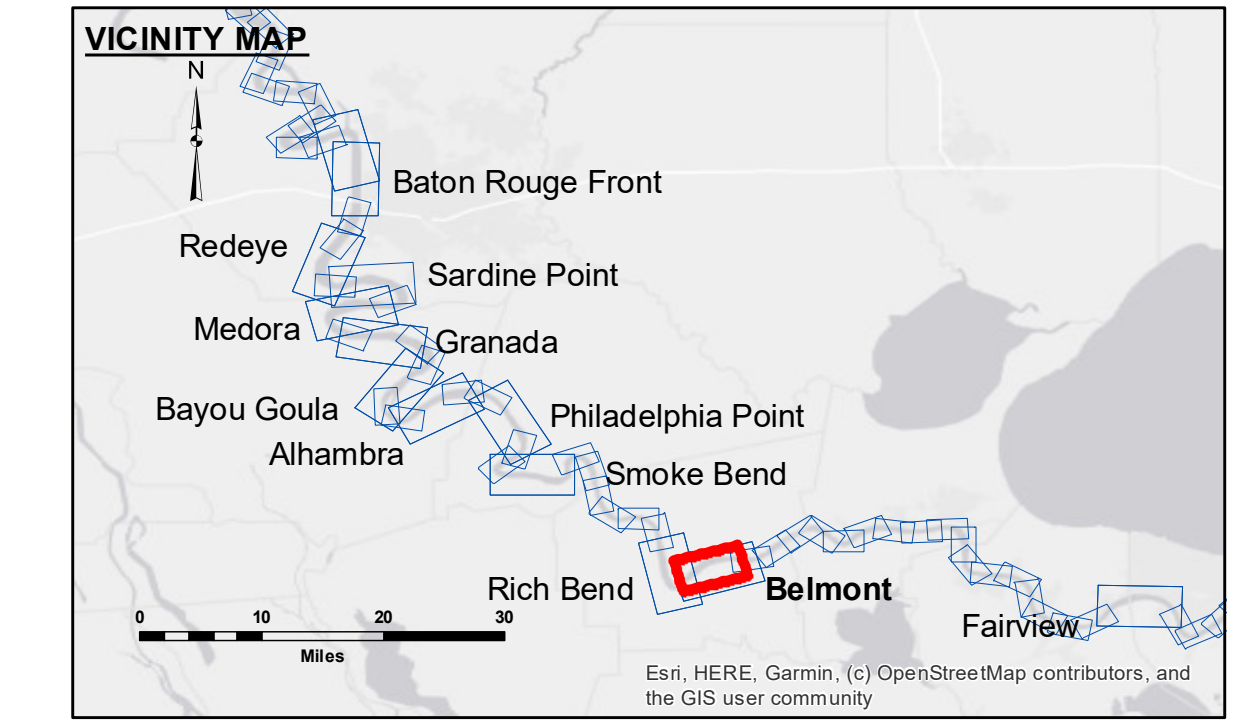 VICINITY MAP
N
Baton Rouge Front
Redeye
Sardine Point
Medora
Granada
Bayou Goula
Philadelphia Point
Alhambra
Smoke Bend
Rich Bend
Belmont
Fairview
0 10 20 30
Miles
Esri, HERE, Garmin, (c) OpenStreetMap contributors, and
the GIS user community